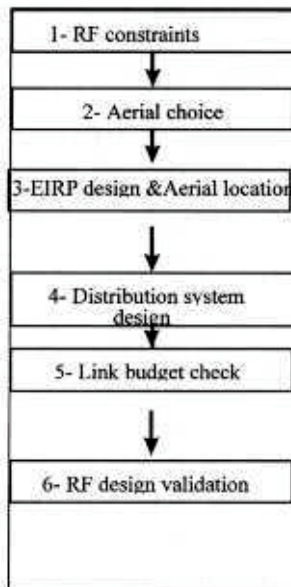 1- RF constraints
2- Aerial choice
3-EIRP design &Aerial location
4- Distribution system
design
5- Link budget check
6- RF design validation